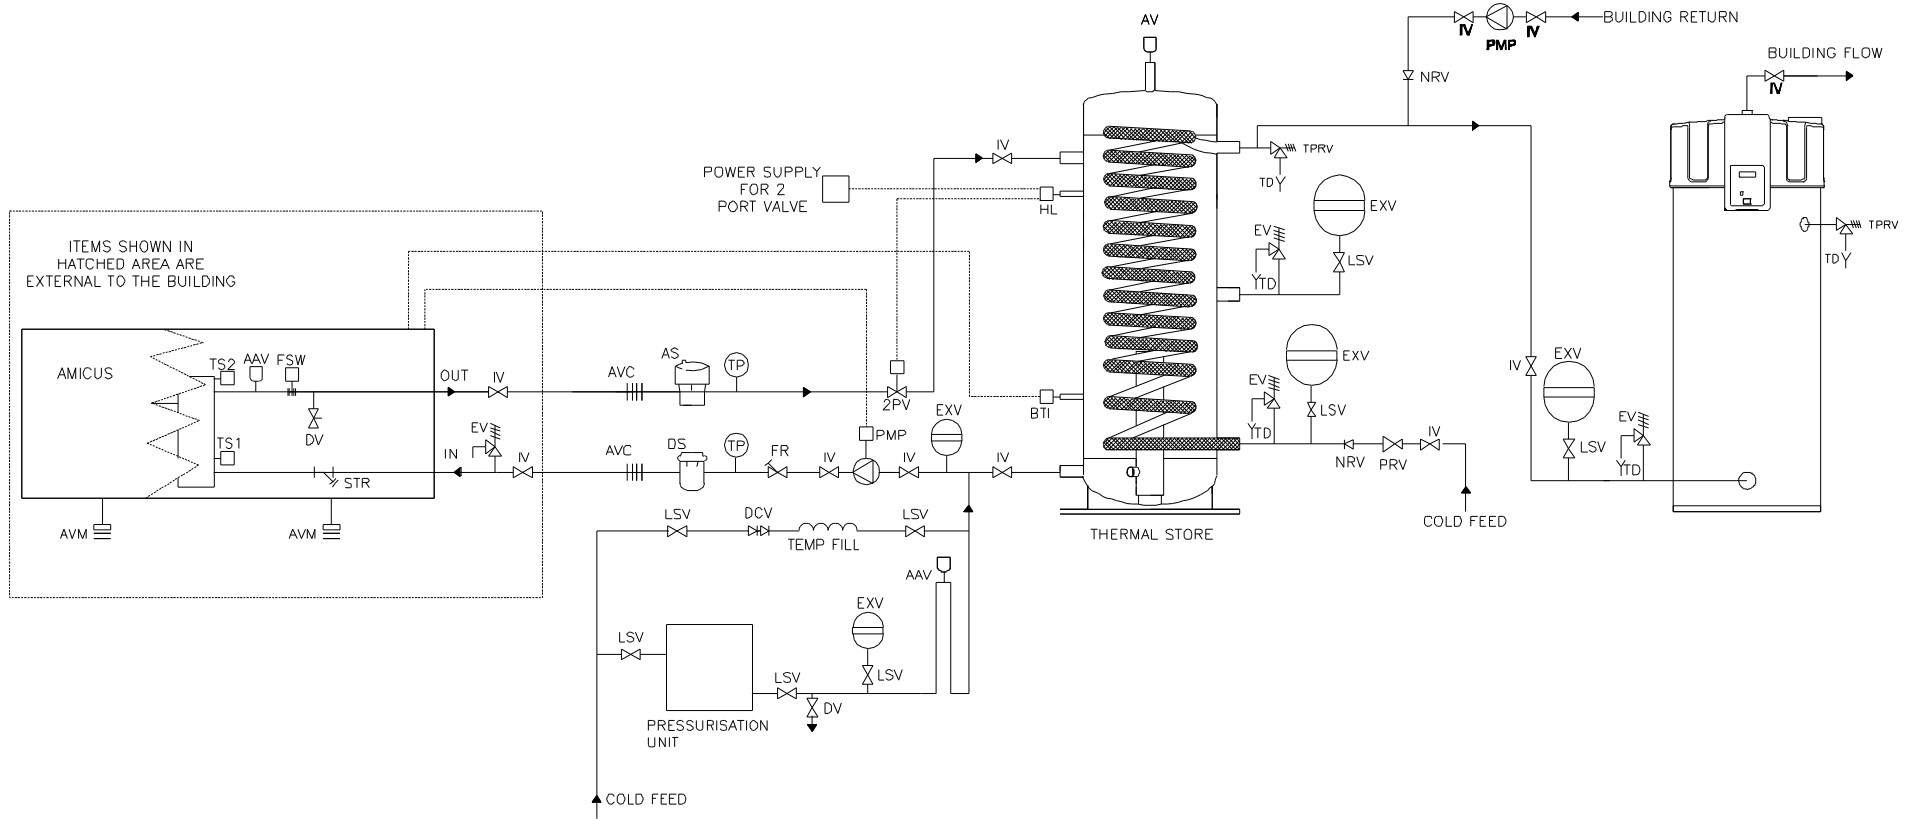 AV
IV
PMP
IV
BUILDING RETURN
BUILDING FLOW
IV
NRV
IV
TPRV
TD
POWER SUPPLY
FOR 2
PORT VALVE
HL
EXV
EV
LSV
TD
TPRV
TD
ITEMS SHOWN IN
HATCHED AREA ARE
EXTERNAL TO THE BUILDING
AMICUS
TS2
AAV
FSW
DV
OUT
IV
AVC
AS
TP
2PV
BTI
EXV
EXV
EV
LSV
TD
IV
EXV
EV
LSV
TD
TS1
STR
IN
EV
IV
AVC
DS
TP
FR
IV
PMP
IV
IV
NRV
PRV
IV
COLD FEED
AVM
AVM
LSV
DCV
TEMP FILL
LSV
THERMAL STORE
AAV
EXV
LSV
LSV
LSV
DV
PRESSURISATION
UNIT
COLD FEED